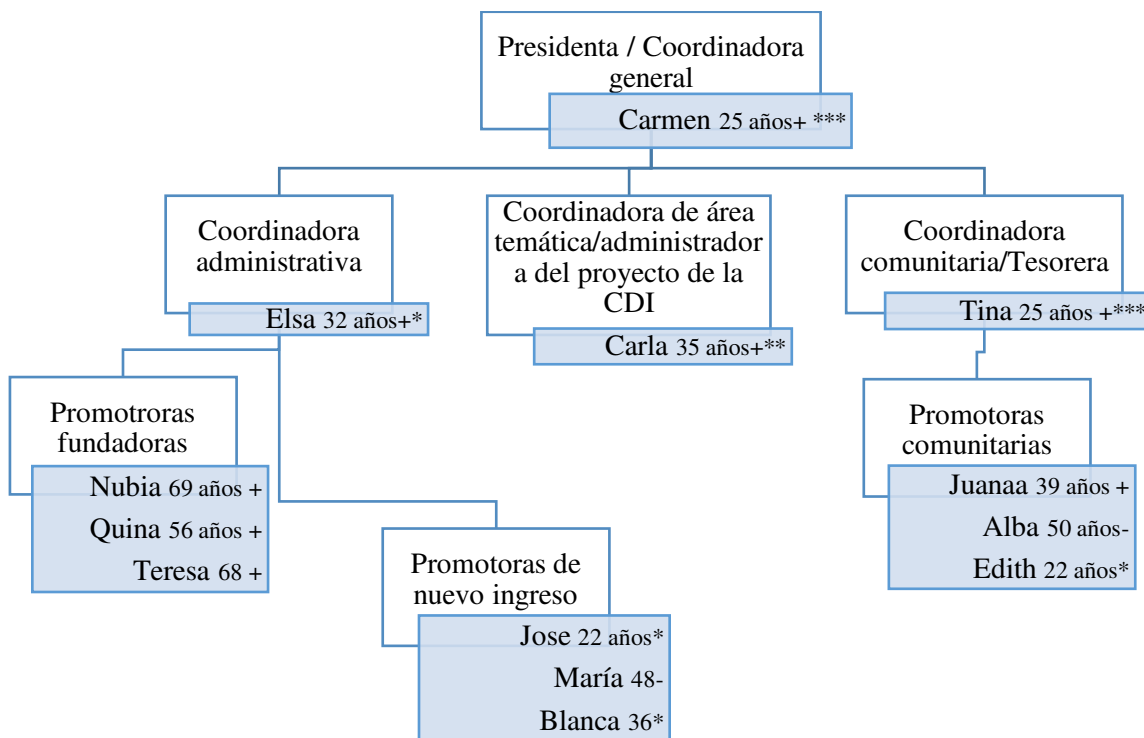 Presidenta / Coordinadora
general
Carmen 25 años+ ***
Coordinadora
administrativa
Elsa 32 años+*
Coordinadora de área
temática/administrador
a del proyecto de la
CDI
Carla 35 años+**
Coordinadora
comunitaria/Tesorera
Tina 25 años +***
Promotroras
fundadoras
Nubia 69 años +
Quina 56 años +
Teresa 68 +
Promotoras de
nuevo ingreso
Jose 22 años*
María 48-
Blanca 36*
Promotoras
comunitarias
Juanaa 39 años +
Alba 50 años-
Edith 22 años*